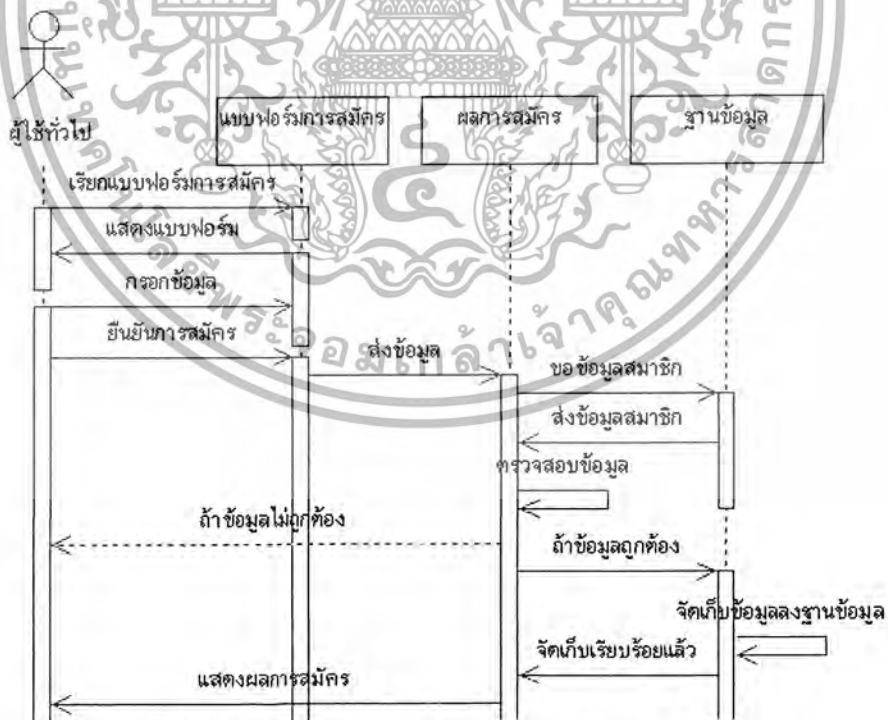 ผู้ใช้ทั่วไป
แบบฟอร์มการสมัคร
ผลการสมัคร
ฐานข้อมูล
เรียกแบบฟอร์มการสมัคร
แสดงแบบฟอร์ม
กรอกข้อมูล
ยืนยันการสมัคร
ส่งข้อมูล
ขอข้อมูลสมาชิก
ส่งข้อมูลสมาชิก
ตรวจสอบข้อมูล
ถ้าข้อมูลไม่ถูกต้อง
ถ้าข้อมูลถูกต้อง
จัดเก็บข้อมูลลงฐานข้อมูล
จัดเก็บเรียบร้อยแล้ว
แสดงผลการสมัคร